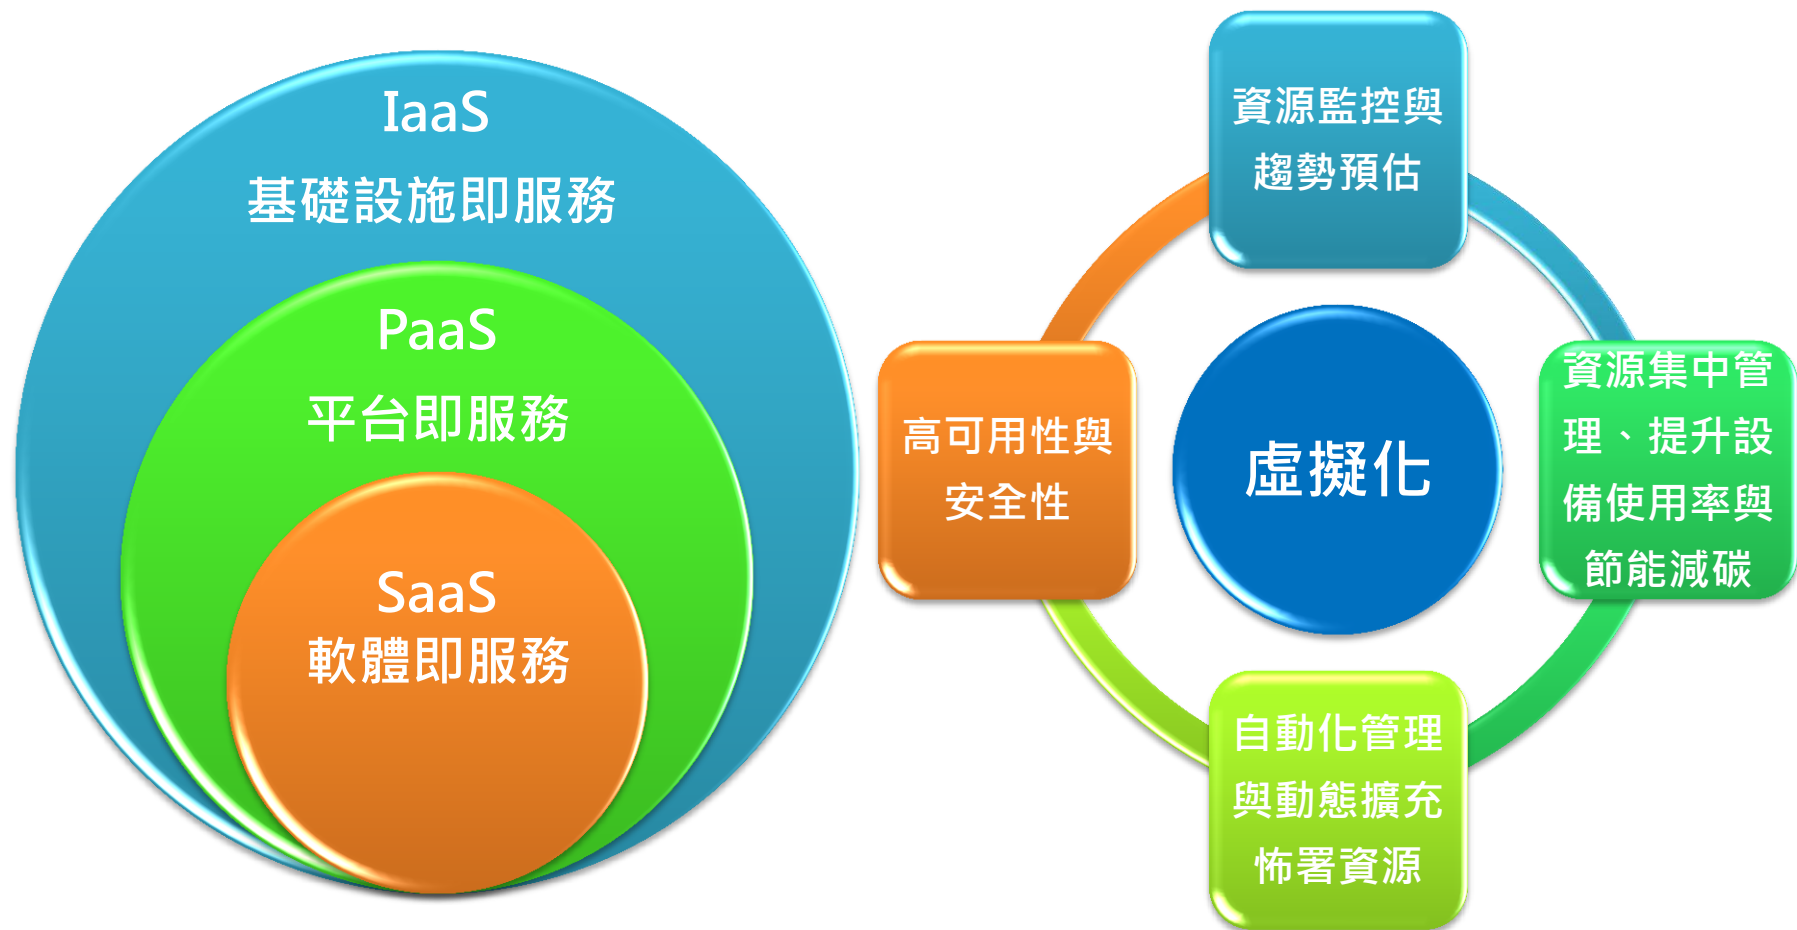 IaaS
基礎設施即服務
PaaS
平台即服務
SaaS
軟體即服務
資源監控與
趨勢預估
資源集中管
理、提升設
備使用率與
節能減碳
自動化管理
與動態擴充
怖署資源
高可用性與
安全性
虛擬化